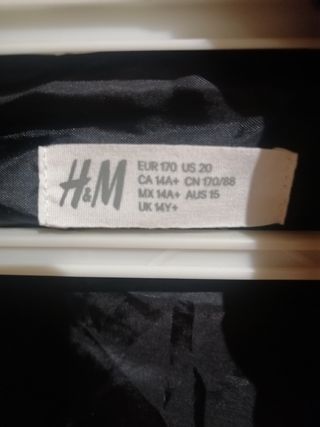 H&M
EUR 170 US 20
CA 14A+ CN 170/88
MX 14A+ AUS 15
UK 14Y+